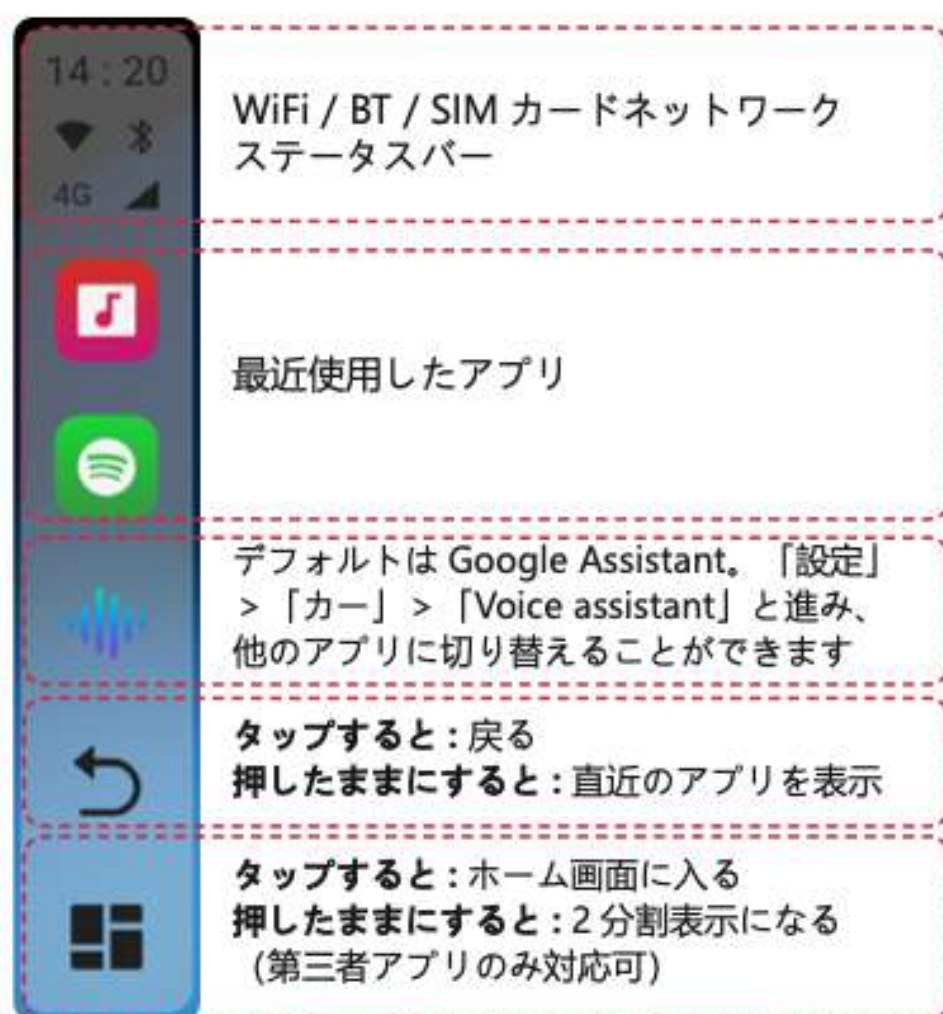 14:20
4G
WiFi / BT / SIM カードネットワーク
ステータスバー
最近使用したアプリ
デフォルトは Google Assistant。「設定」
>「カー」>「Voice assistant」と進み、
他のアプリに切り替えることができます
タップすると : 戻る
押したままにすると : 直近のアプリを表示
タップすると : ホーム画面に入る
押したままにすると : 2 分割表示になる
(第三者アプリのみ対応可)